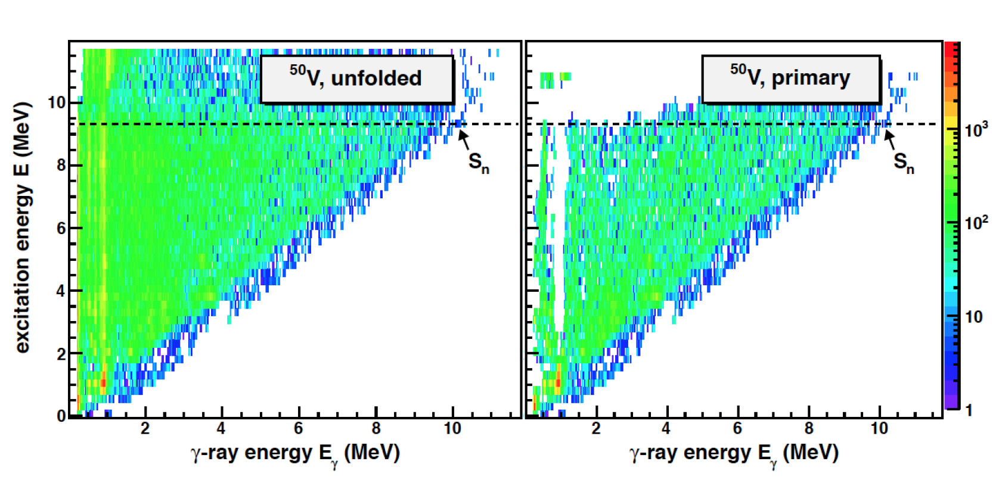 ⁵⁰V, unfolded
⁵⁰V, primary
excitation energy E (MeV)
10
8
6
4
2
0
Sₙ
Sₙ
10³
10²
10
1
2 4 6 8 10
2 4 6 8 10
γ-ray energy Eᵧ (MeV)
γ-ray energy Eᵧ (MeV)